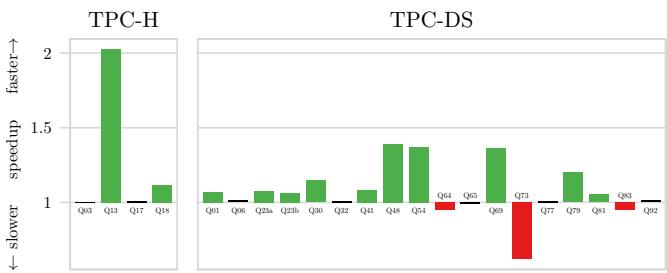 TPC-H
TPC-DS
← slower speedup faster→
2
1.5
1
Q03 Q13 Q17 Q18
Q01 Q06 Q23a Q23b Q30 Q32 Q41 Q48 Q54 Q64 Q65 Q69 Q73 Q77 Q79 Q81 Q83 Q92